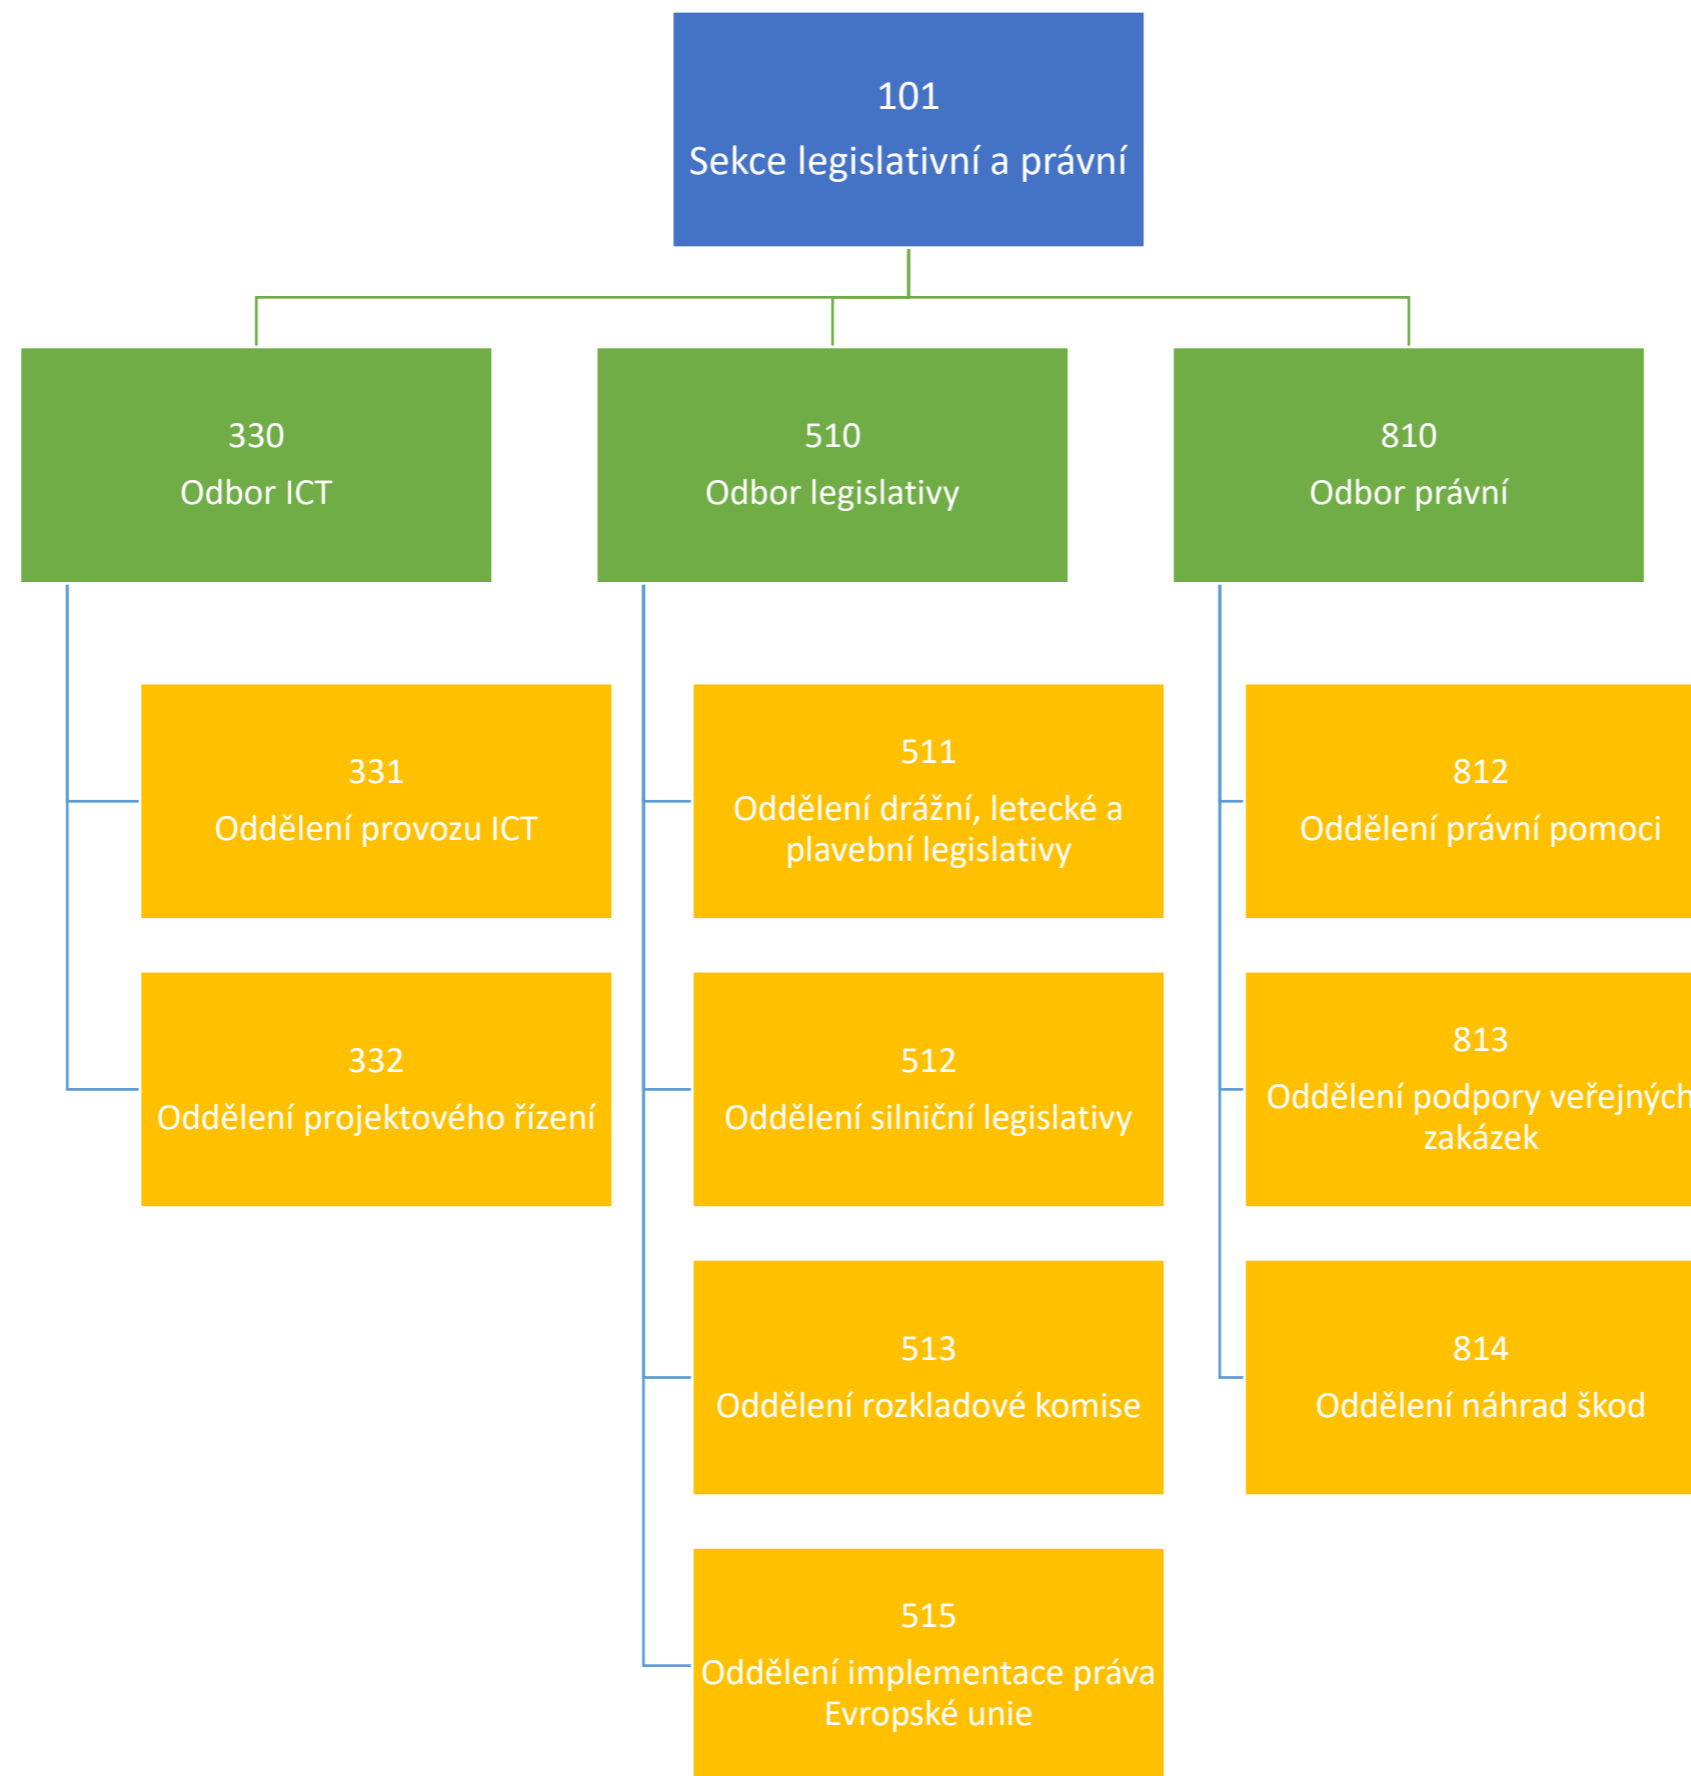 101
Sekce legislativní a právní
330
Odbor ICT
510
Odbor legislativy
810
Odbor právní
331
Oddělení provozu ICT
332
Oddělení projektového řízení
511
Oddělení drážní, letecké a
plavební legislativy
512
Oddělení silniční legislativy
513
Oddělení rozkladové komise
515
Oddělení implementace práva
Evropské unie
812
Oddělení právní pomoci
813
Oddělení podpory veřejných
zakázek
814
Oddělení náhrad škod